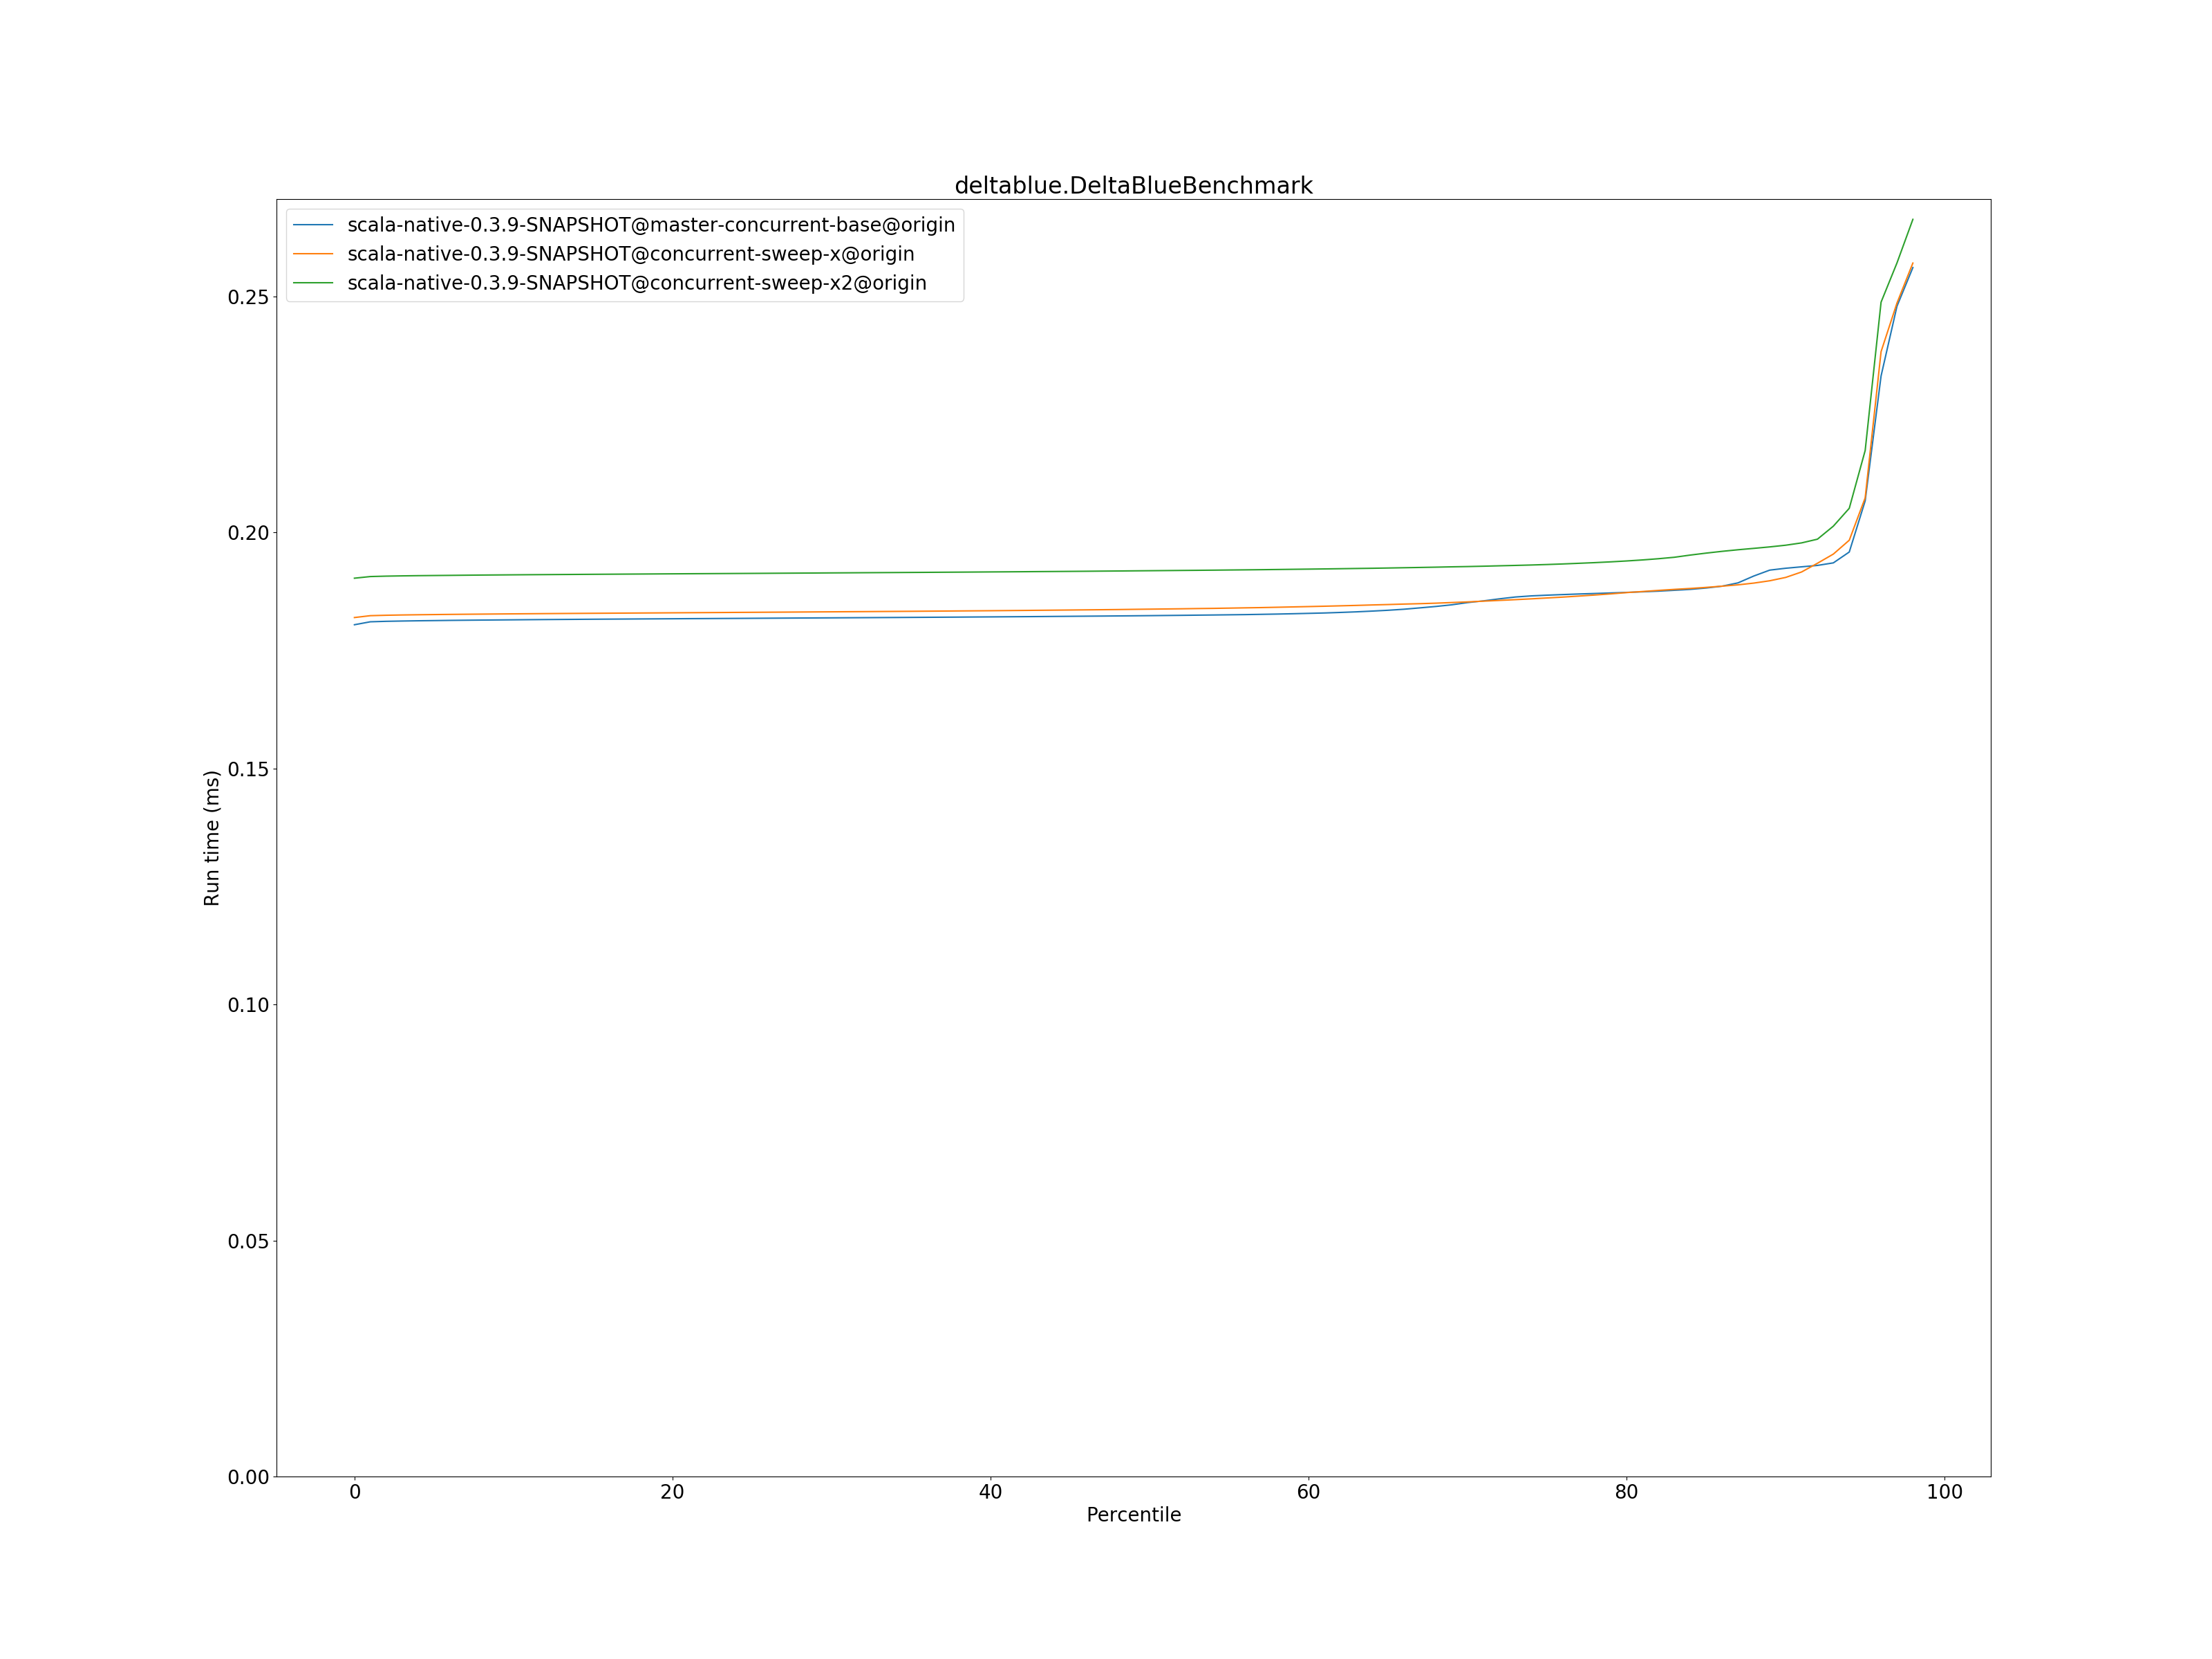 deltablue.DeltaBlueBenchmark
scala-native-0.3.9-SNAPSHOT@master-concurrent-base@origin
scala-native-0.3.9-SNAPSHOT@concurrent-sweep-x@origin
scala-native-0.3.9-SNAPSHOT@concurrent-sweep-x2@origin
0.25
0.20
0.15
0.10
0.05
0.00
Run time (ms)
0 20 40 60 80 100
Percentile